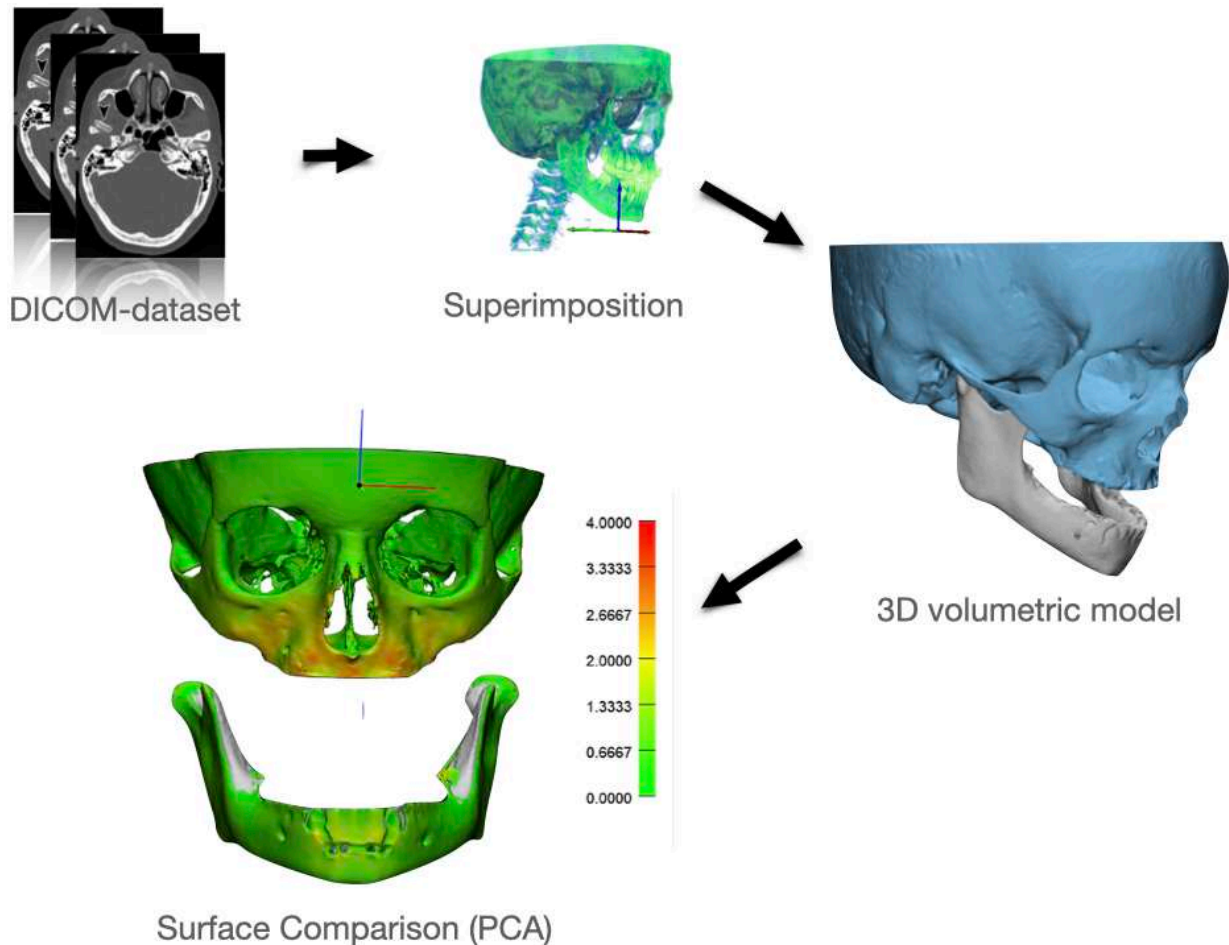 DICOM-dataset
Superimposition
3D volumetric model
4.0000
3.3333
2.6667
2.0000
1.3333
0.6667
0.0000
Surface Comparison (PCA)